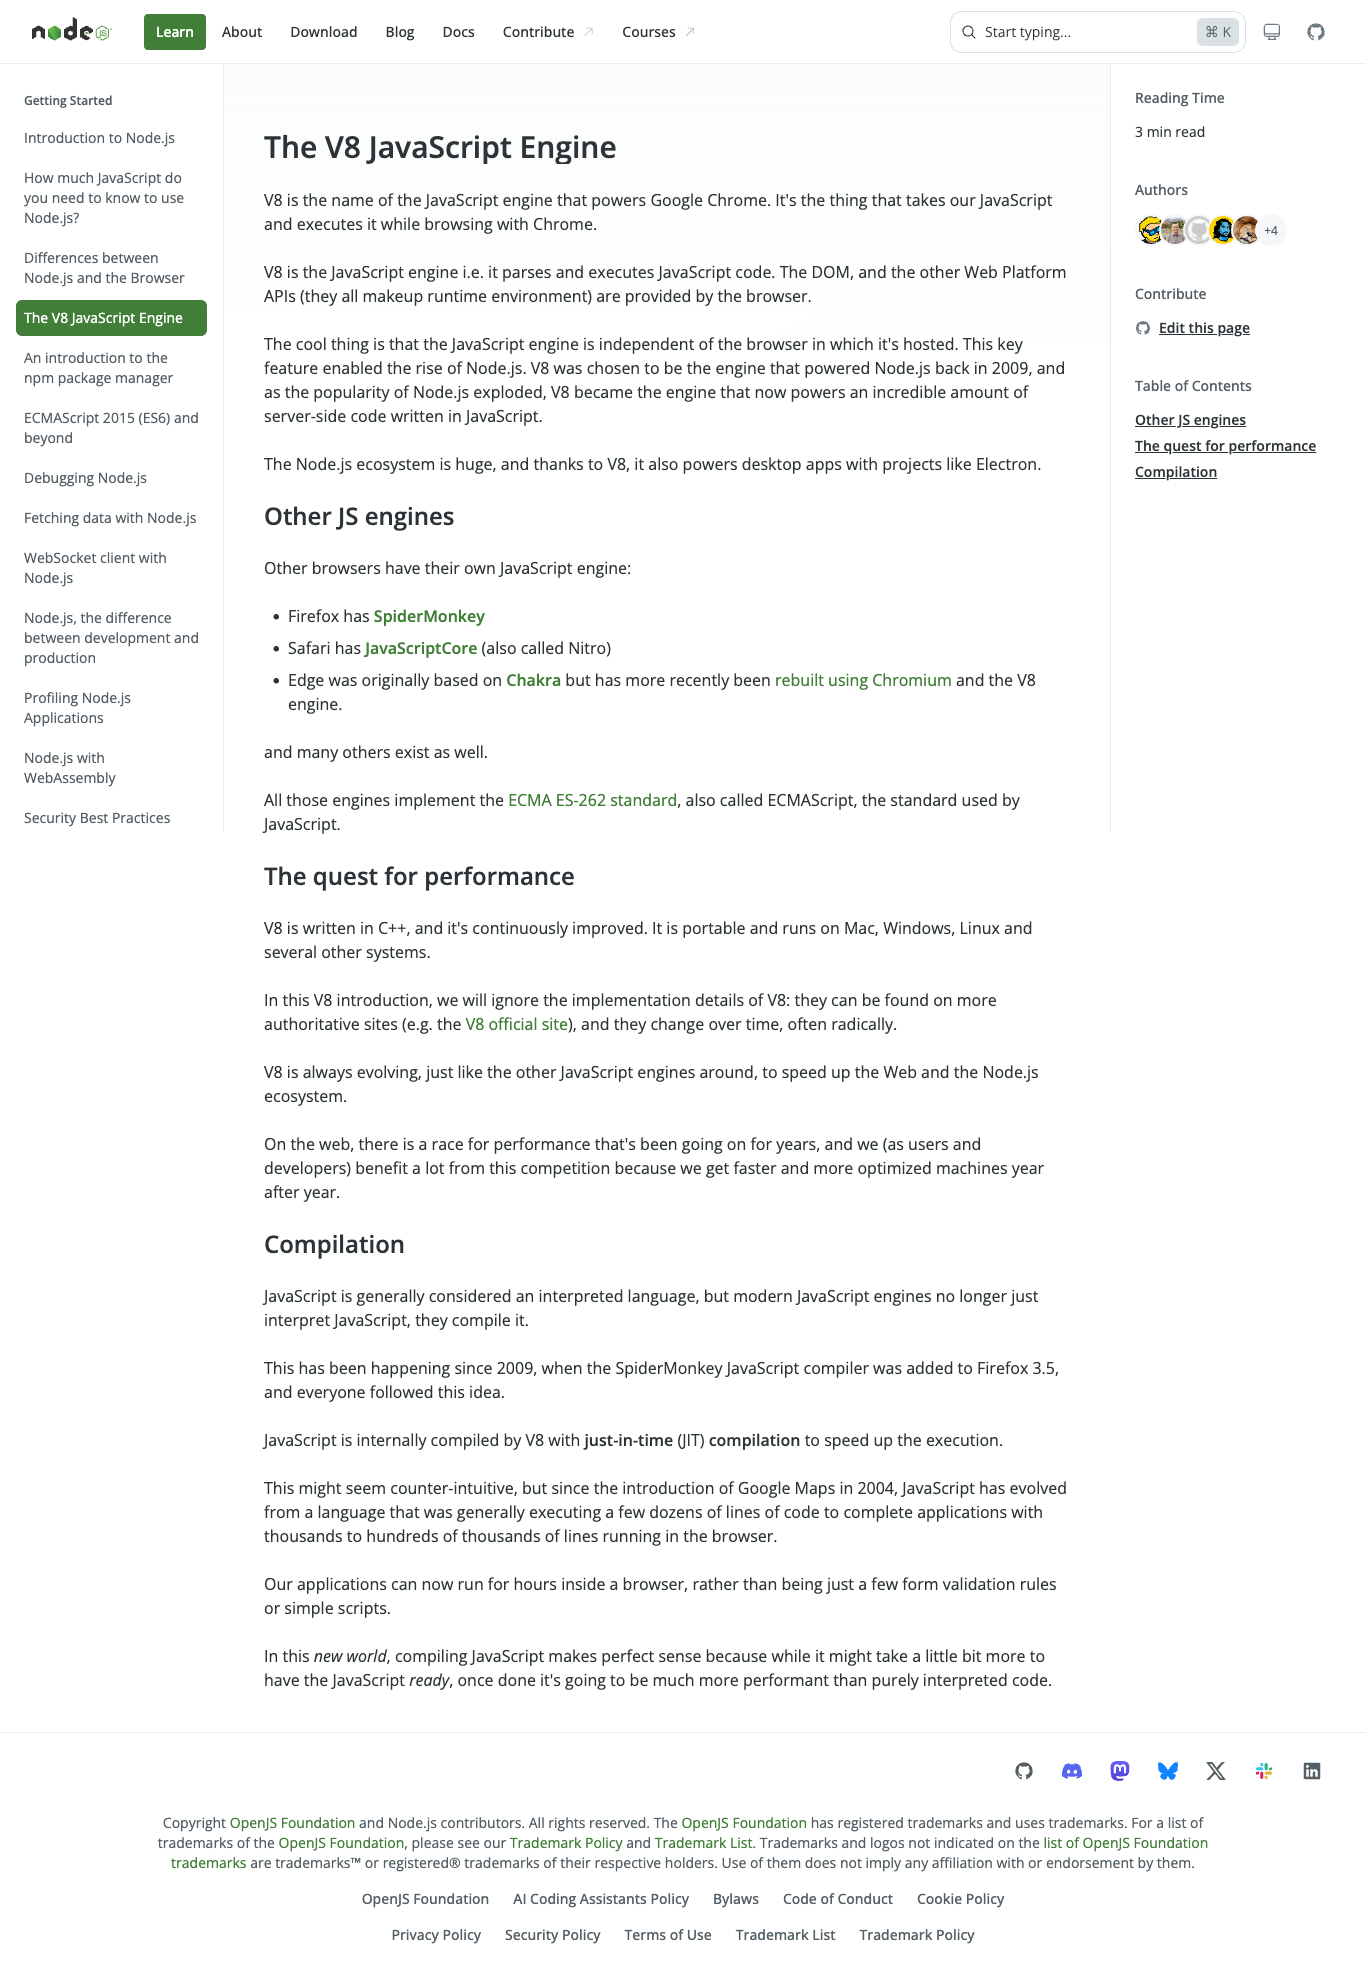 node JS
Learn
About
Download
Blog
Docs
Contribute
Courses
Start typing...
⌘ K
Getting Started
Introduction to Node.js
How much JavaScript do
you need to know to use
Node.js?
Differences between
Node.js and the Browser
The V8 JavaScript Engine
An introduction to the
npm package manager
ECMAScript 2015 (ES6) and
beyond
Debugging Node.js
Fetching data with Node.js
WebSocket client with
Node.js
Node.js, the difference
between development and
production
Profiling Node.js
Applications
Node.js with
WebAssembly
Security Best Practices
The V8 JavaScript Engine
V8 is the name of the JavaScript engine that powers Google Chrome. It's the thing that takes our JavaScript
and executes it while browsing with Chrome.
V8 is the JavaScript engine i.e. it parses and executes JavaScript code. The DOM, and the other Web Platform
APIs (they all makeup runtime environment) are provided by the browser.
The cool thing is that the JavaScript engine is independent of the browser in which it's hosted. This key
feature enabled the rise of Node.js. V8 was chosen to be the engine that powered Node.js back in 2009, and
as the popularity of Node.js exploded, V8 became the engine that now powers an incredible amount of
server-side code written in JavaScript.
The Node.js ecosystem is huge, and thanks to V8, it also powers desktop apps with projects like Electron.
Other JS engines
Other browsers have their own JavaScript engine:
• Firefox has SpiderMonkey
• Safari has JavaScriptCore (also called Nitro)
• Edge was originally based on Chakra but has more recently been rebuilt using Chromium and the V8
engine.
and many others exist as well.
All those engines implement the ECMA ES-262 standard, also called ECMAScript, the standard used by
JavaScript.
The quest for performance
V8 is written in C++, and it's continuously improved. It is portable and runs on Mac, Windows, Linux and
several other systems.
In this V8 introduction, we will ignore the implementation details of V8: they can be found on more
authoritative sites (e.g. the V8 official site), and they change over time, often radically.
V8 is always evolving, just like the other JavaScript engines around, to speed up the Web and the Node.js
ecosystem.
On the web, there is a race for performance that's been going on for years, and we (as users and
developers) benefit a lot from this competition because we get faster and more optimized machines year
after year.
Compilation
JavaScript is generally considered an interpreted language, but modern JavaScript engines no longer just
interpret JavaScript, they compile it.
This has been happening since 2009, when the SpiderMonkey JavaScript compiler was added to Firefox 3.5,
and everyone followed this idea.
JavaScript is internally compiled by V8 with just-in-time (JIT) compilation to speed up the execution.
This might seem counter-intuitive, but since the introduction of Google Maps in 2004, JavaScript has evolved
from a language that was generally executing a few dozens of lines of code to complete applications with
thousands to hundreds of thousands of lines running in the browser.
Our applications can now run for hours inside a browser, rather than being just a few form validation rules
or simple scripts.
In this new world, compiling JavaScript makes perfect sense because while it might take a little bit more to
have the JavaScript ready, once done it's going to be much more performant than purely interpreted code.
Reading Time
3 min read
Authors
+4
Contribute
Edit this page
Table of Contents
Other JS engines
The quest for performance
Compilation
Copyright OpenJS Foundation and Node.js contributors. All rights reserved. The OpenJS Foundation has registered trademarks and uses trademarks. For a list of
trademarks of the OpenJS Foundation, please see our Trademark Policy and Trademark List. Trademarks and logos not indicated on the list of OpenJS Foundation
trademarks are trademarks™ or registered® trademarks of their respective holders. Use of them does not imply any affiliation with or endorsement by them.
OpenJS Foundation
AI Coding Assistants Policy
Bylaws
Code of Conduct
Cookie Policy
Privacy Policy
Security Policy
Terms of Use
Trademark List
Trademark Policy